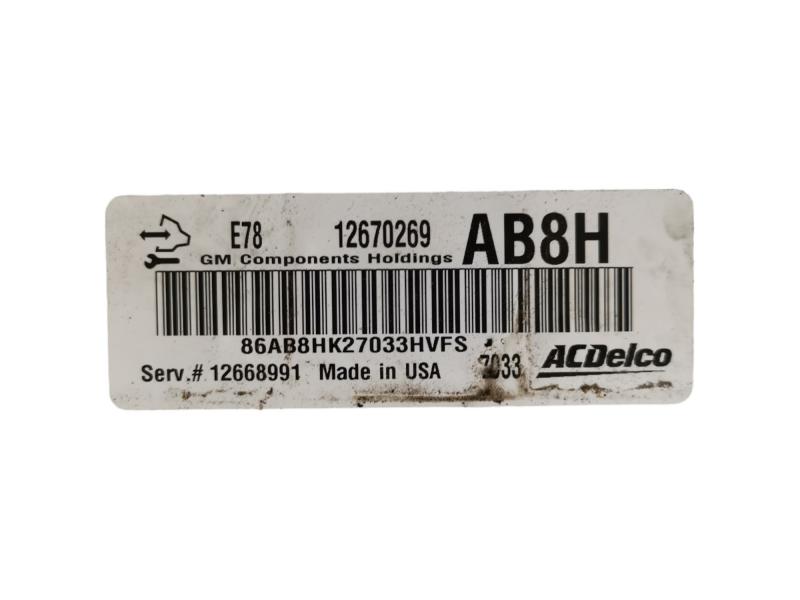 E78 12670269 AB8H
GM Components Holdings
86AB8HK27033HVFS
Serv.# 12668991 Made in USA 7033 ACDelco